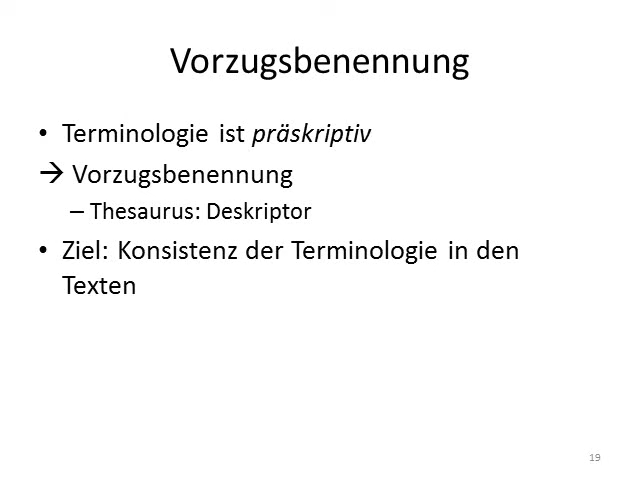 Vorzugsbenennung
• Terminologie ist präskriptiv
→ Vorzugsbenennung
– Thesaurus: Deskriptor
• Ziel: Konsistenz der Terminologie in den
Texten
19